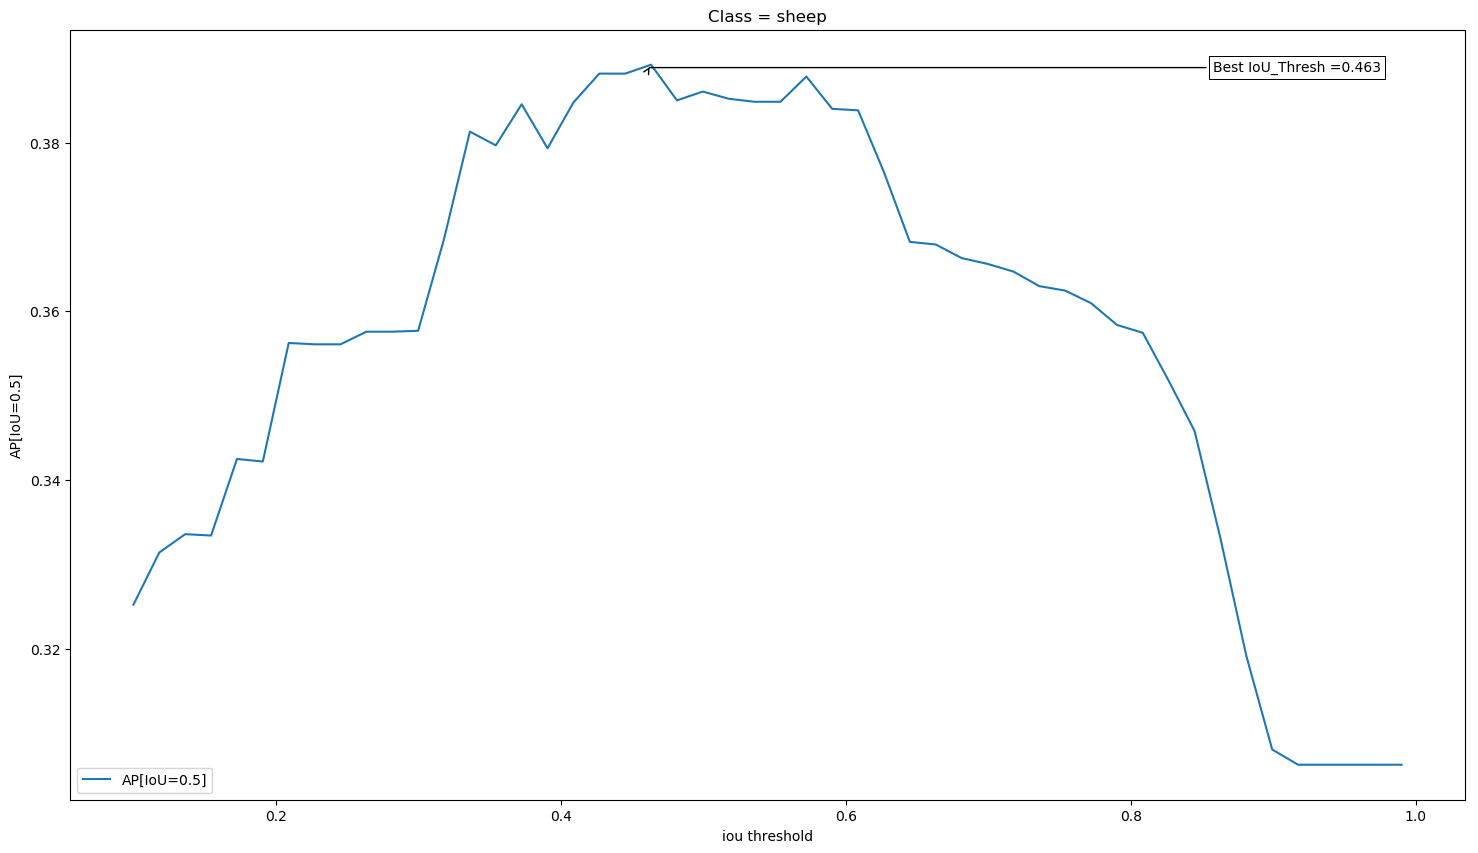 Class = sheep
Best IoU_Thresh =0.463
0.38
0.36
0.34
0.32
AP[IoU=0.5]
AP[IoU=0.5]
0.2
0.4
0.6
0.8
1.0
iou threshold